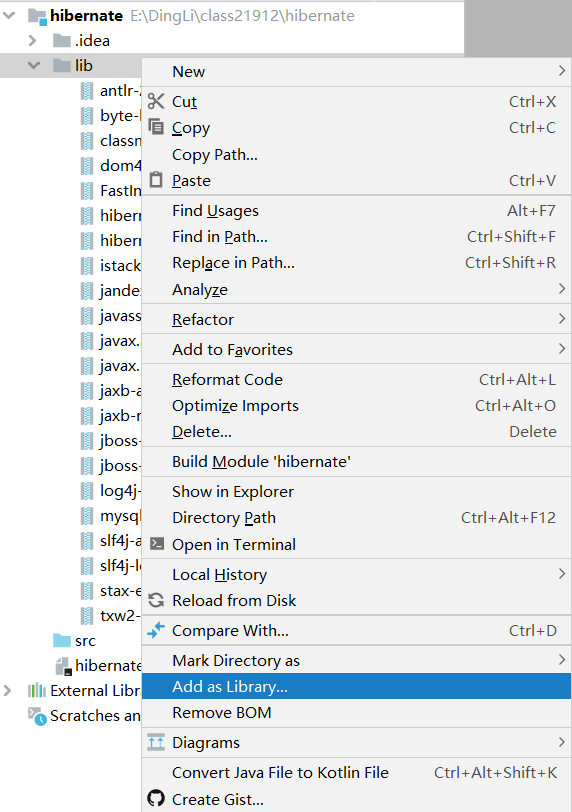 hibernate E:\DingLi\class21912\hibernate
.idea
lib
New
antlr-
Cut Ctrl+X
byte-
Copy Ctrl+C
classm
Copy Path...
dom4
Paste Ctrl+V
FastIn
Find Usages Alt+F7
hibern
Find in Path... Ctrl+Shift+F
hibern
Replace in Path... Ctrl+Shift+R
istack
Analyze
jande
Refactor
javass
javax.
Add to Favorites
javax.
Reformat Code Ctrl+Alt+L
jaxb-a
Optimize Imports Ctrl+Alt+O
jaxb-r
Delete... Delete
jboss-
Build Module 'hibernate'
jboss-
Show in Explorer
log4j-
Directory Path Ctrl+Alt+F12
mysql
Open in Terminal
slf4j-a
slf4j-l
Local History
stax-e
Reload from Disk
txw2-
Compare With... Ctrl+D
src
Mark Directory as
hibernate
Add as Library...
External Libra
Remove BOM
Scratches an
Diagrams
Convert Java File to Kotlin File Ctrl+Alt+Shift+K
Create Gist...